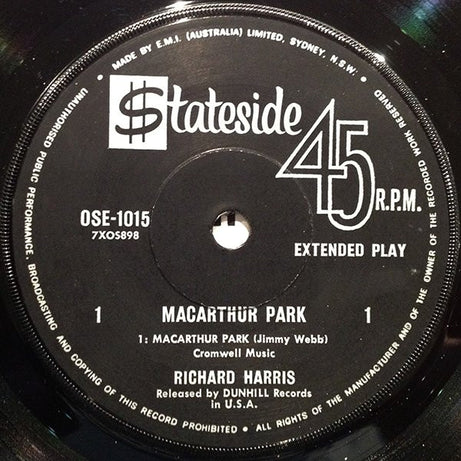 MADE BY E.M.I. (AUSTRALIA) LIMITED, SYDNEY, N.S.W. •
$tateside
45 R.P.M.
OSE-1015
7XOS898
EXTENDED PLAY
1 MACARTHUR PARK 1
1: MACARTHUR PARK (Jimmy Webb)
Cromwell Music
RICHARD HARRIS
Released by DUNHILL Records
in U.S.A.
UNAUTHORISED PUBLIC PERFORMANCE, BROADCASTING AND COPYING OF THIS RECORD PROHIBITED • ALL RIGHTS OF THE MANUFACTURER AND OF THE OWNER OF THE RECORDED WORK RESERVED